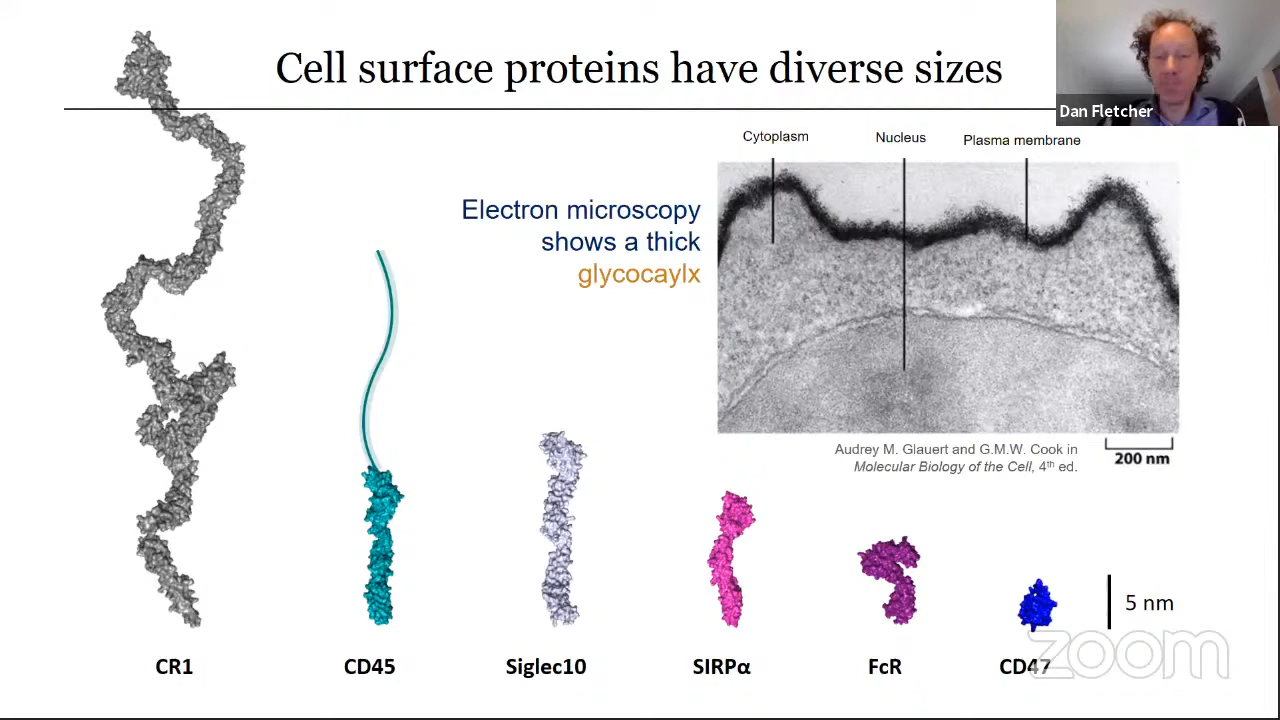 Cell surface proteins have diverse sizes
Dan Fletcher
Cytoplasm
Nucleus
Plasma membrane
Electron microscopy
shows a thick
glycocaylx
Audrey M. Glauert and G.M.W. Cook in
Molecular Biology of the Cell, 4th ed.
200 nm
5 nm
CR1
CD45
Siglec10
SIRPα
FcR
CD47
zoom